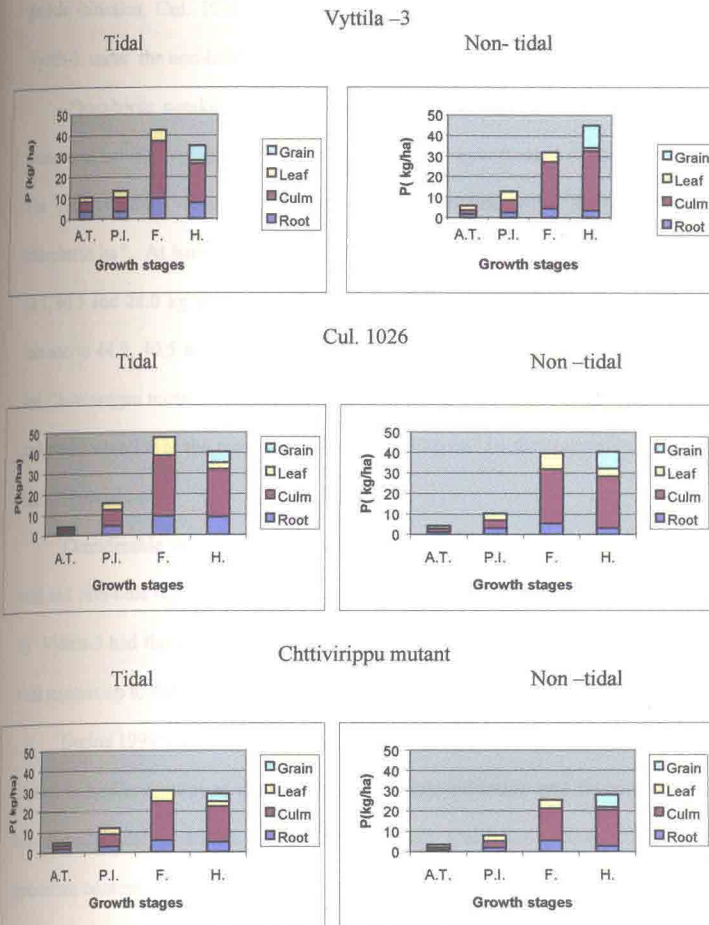 Vyttila –3
Tidal
Non- tidal
P (kg/ ha)
50
40
30
20
10
0
A.T. P.I. F. H.
Growth stages
Grain
Leaf
Culm
Root
P( kg/ha)
50
40
30
20
10
0
A.T. P.I. F. H.
Growth stages
Grain
Leaf
Culm
Root
Cul. 1026
Tidal
Non –tidal
P(kg/ha)
50
40
30
20
10
0
A.T. P.I. F. H.
Growth stages
Grain
Leaf
Culm
Root
P( kg/ha)
50
40
30
20
10
0
A.T. P.I. F. H.
Growth stages
Grain
Leaf
Culm
Root
Chttivirippu mutant
Tidal
Non –tidal
P( kg/ha)
50
40
30
20
10
0
A.T. P.I. F. H.
Growth stages
Grain
Leaf
Culm
Root
P(kg/ha)
50
40
30
20
10
0
A.T. P.I. F. H.
Growth stages
Grain
Leaf
Culm
Root